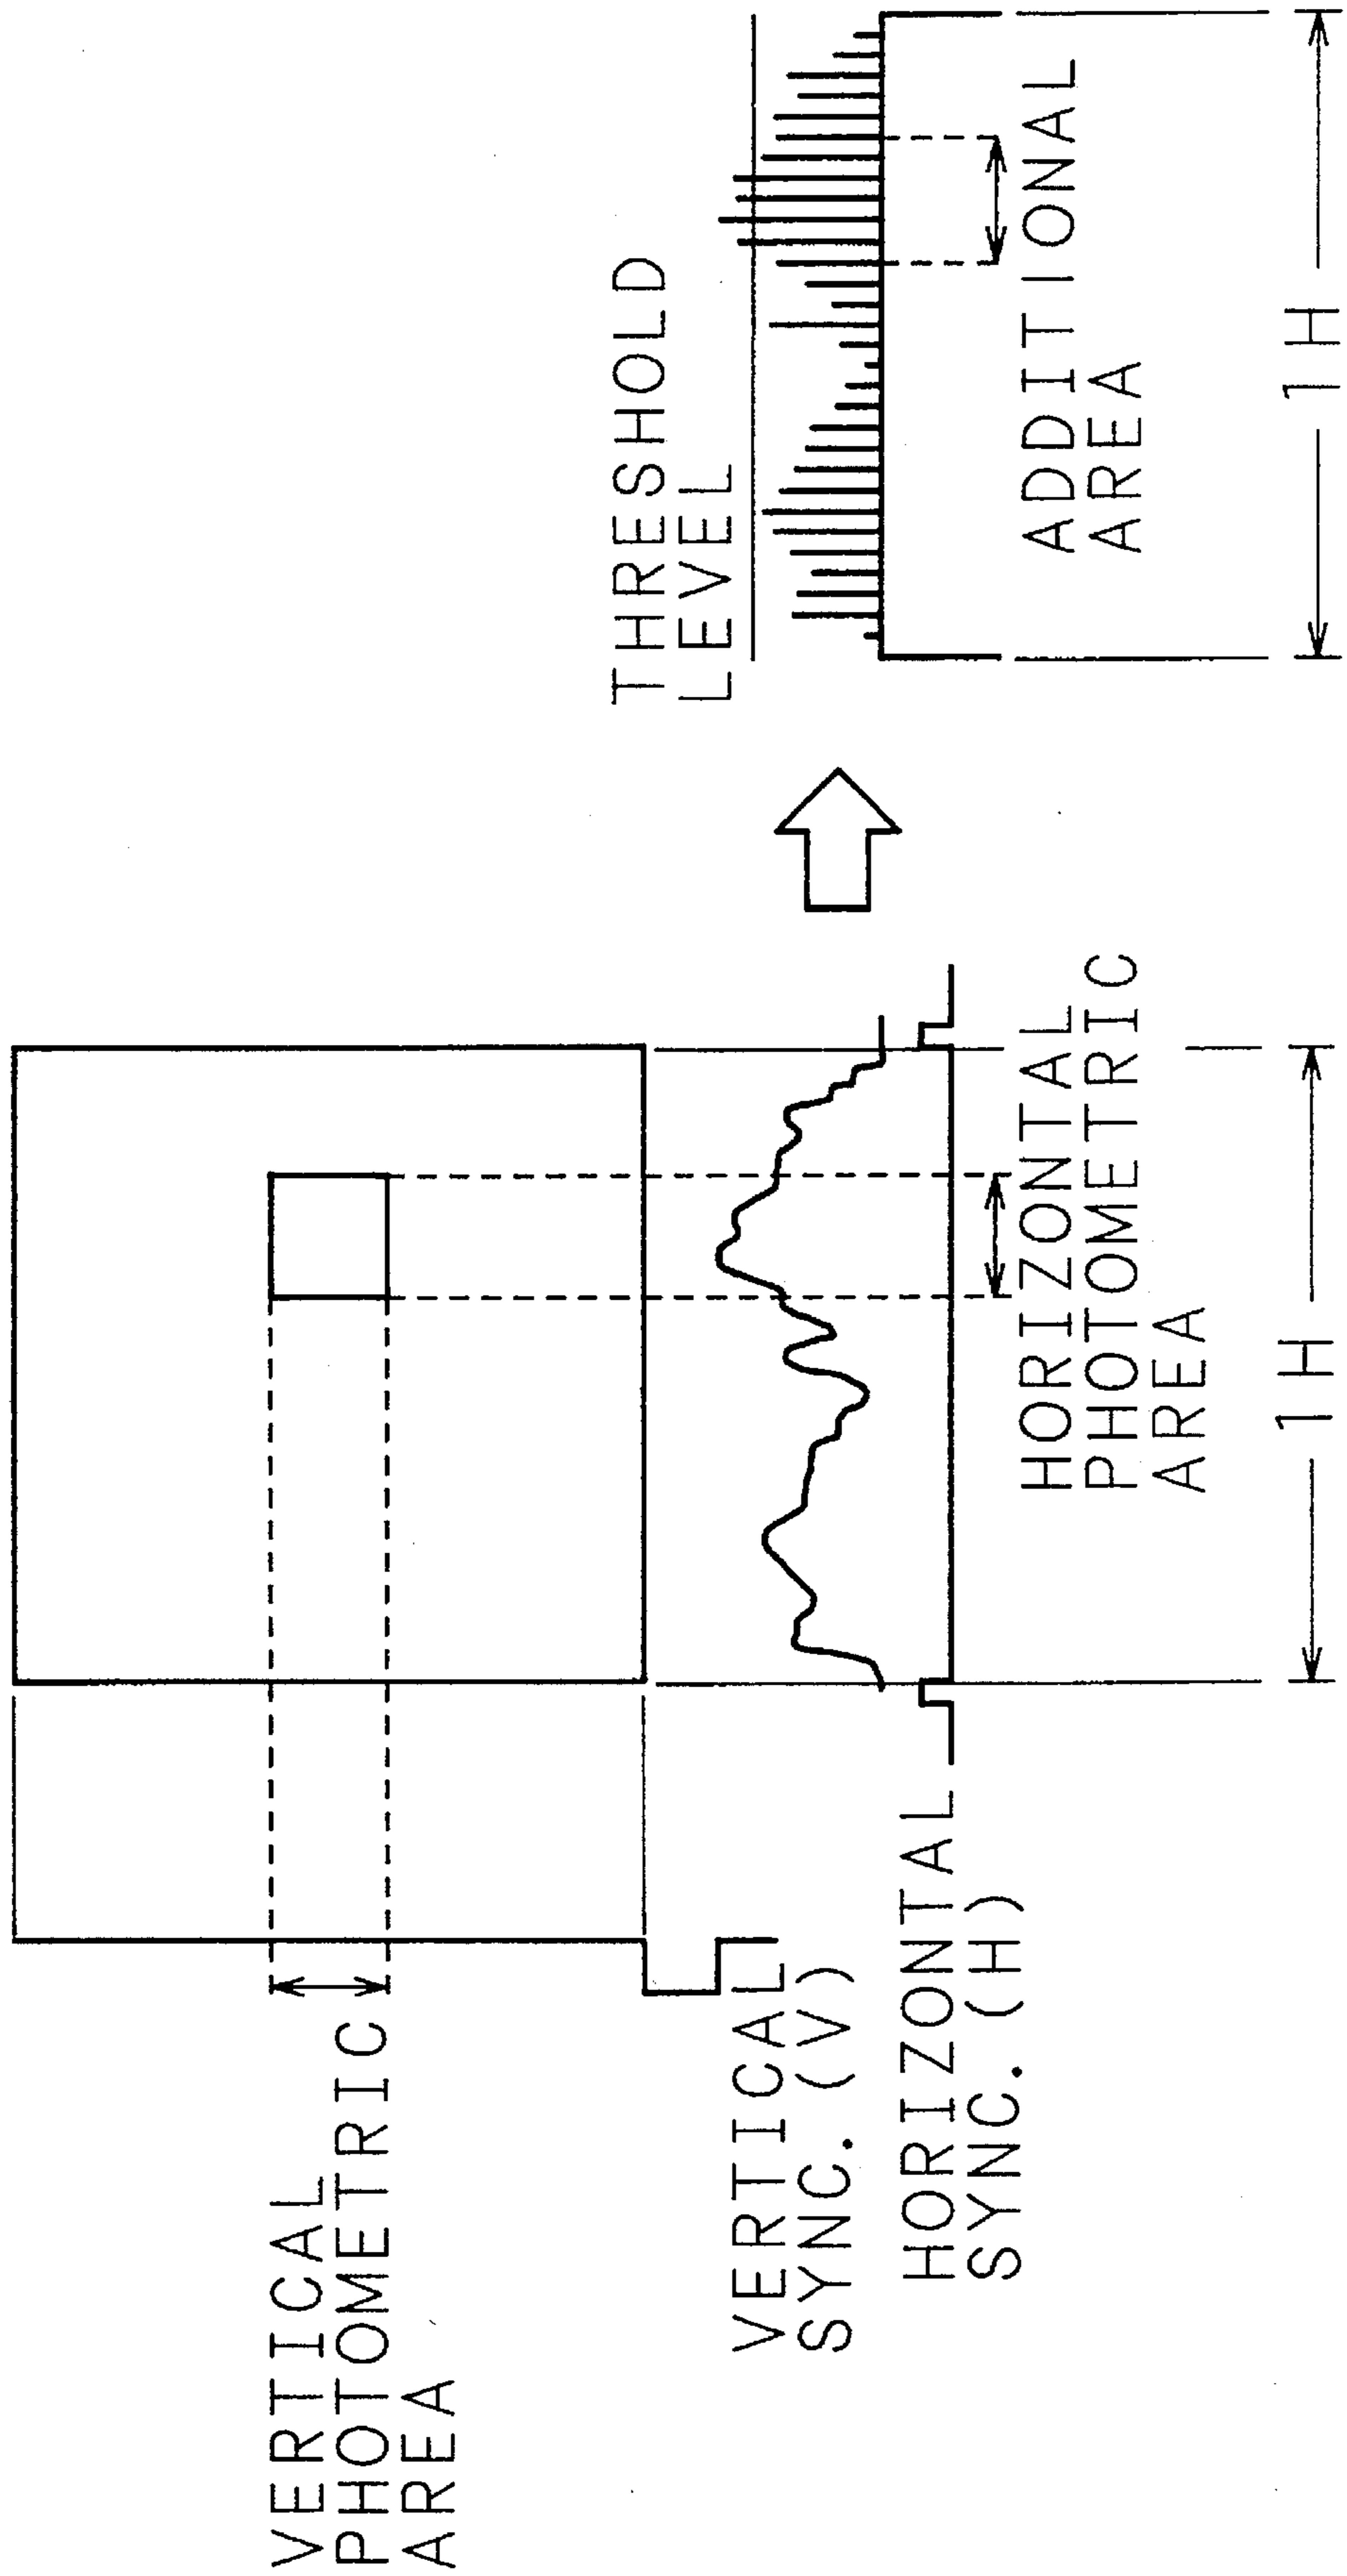 VERTICAL
PHOTOMETRIC
AREA
VERTICAL
SYNC. (V)
HORIZONTAL
SYNC. (H)
HORIZONTAL
PHOTOMETRIC
AREA
1H
THRESHOLD
LEVEL
ADDITIONAL
AREA
1H